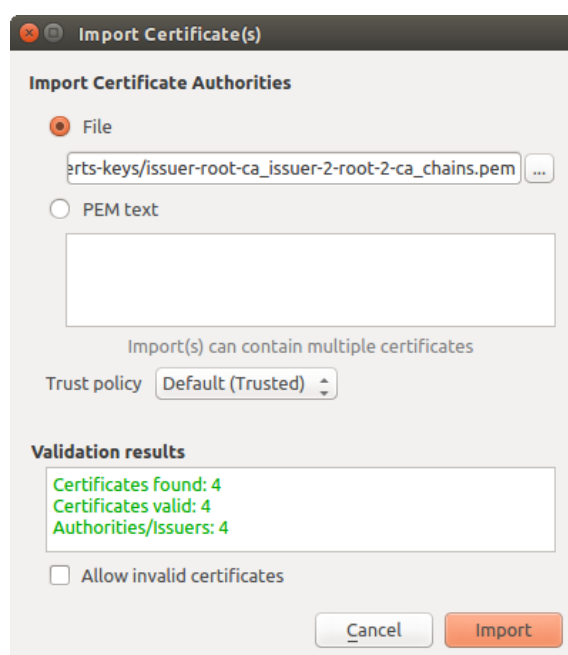 Import Certificate(s)
Import Certificate Authorities
File
erts-keys/issuer-root-ca_issuer-2-root-2-ca_chains.pem ...
PEM text
Import(s) can contain multiple certificates
Trust policy Default (Trusted)
Validation results
Certificates found: 4
Certificates valid: 4
Authorities/Issuers: 4
Allow invalid certificates
Cancel Import